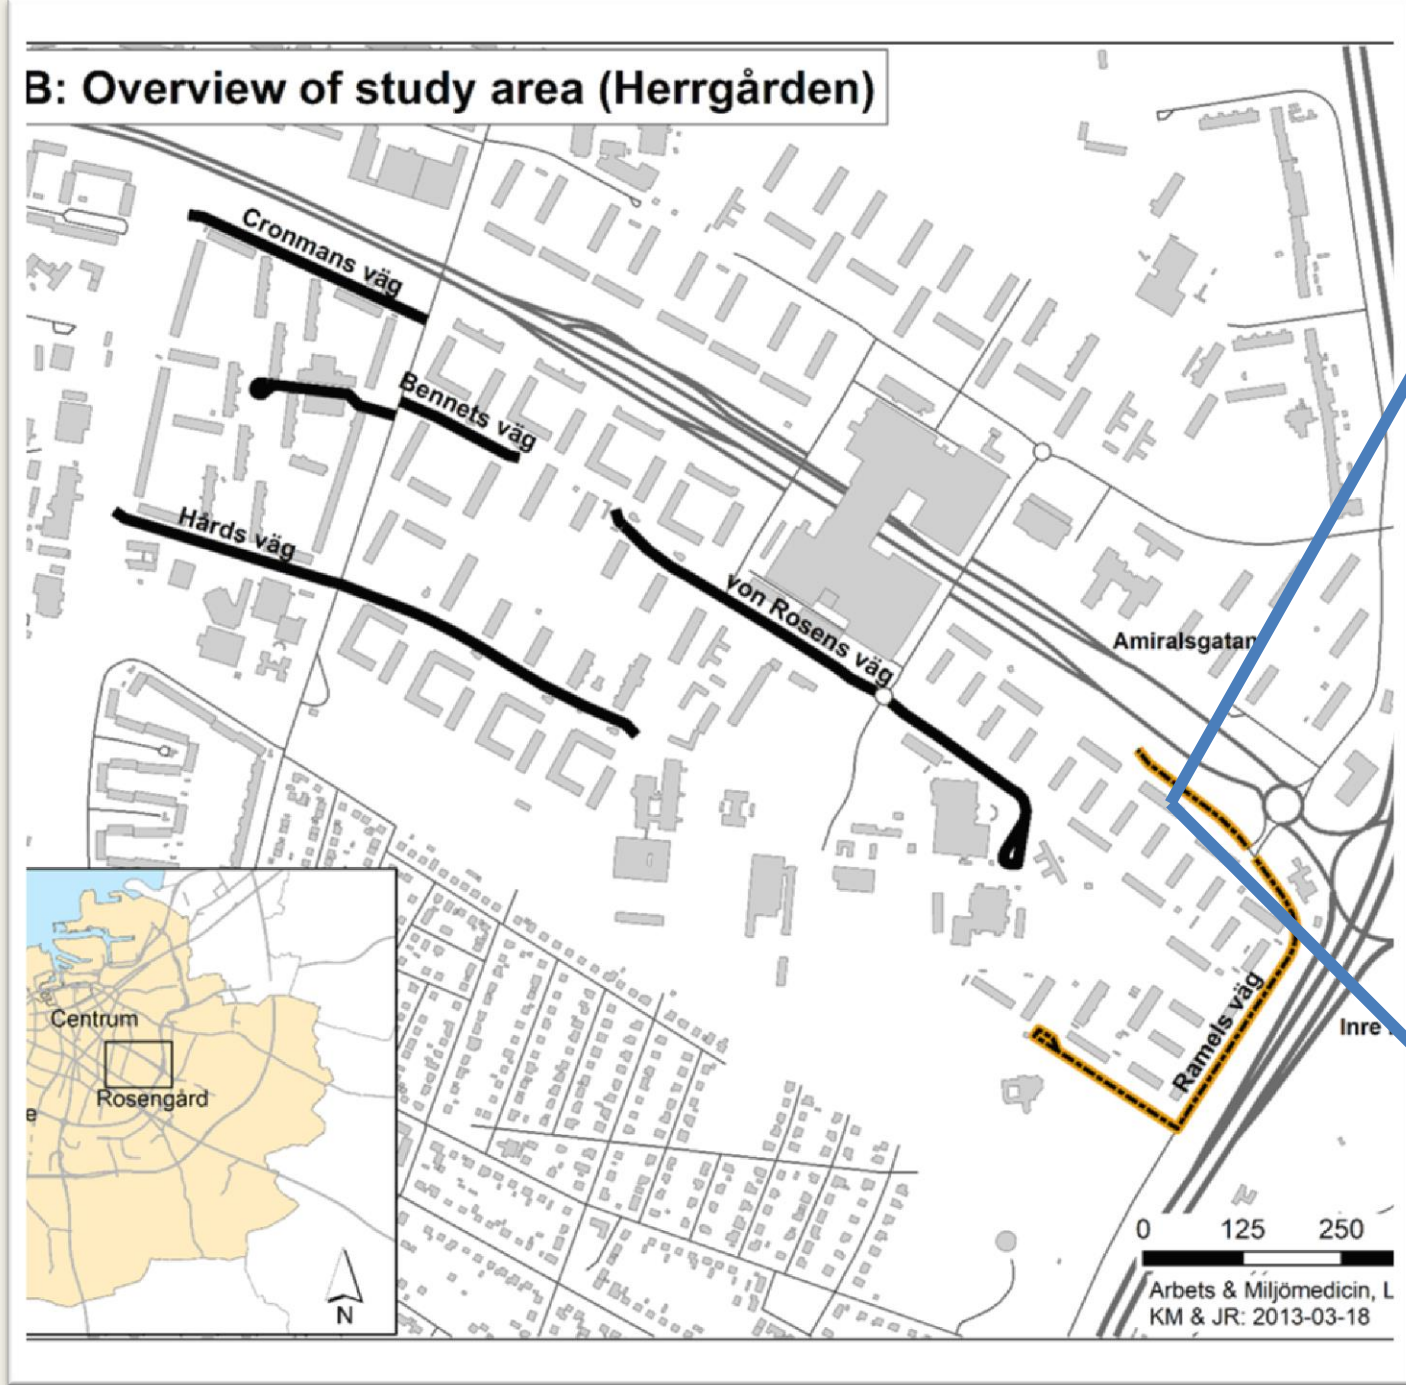 B: Overview of study area (Herrgården)
Cronmans väg
Bennets väg
Hårds väg
von Rosens väg
Amiralsgatan
Ramels väg
Inre
Centrum
Rosengård
e
N
0 125 250
Arbets & Miljömedicin, L
KM & JR: 2013-03-18